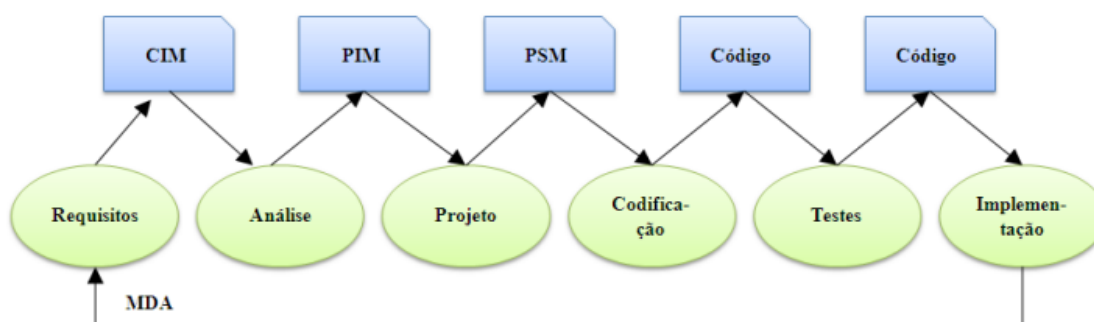 CIM
PIM
PSM
Código
Código
Requisitos
Análise
Projeto
Codifica-
ção
Testes
Implemen-
tação
MDA